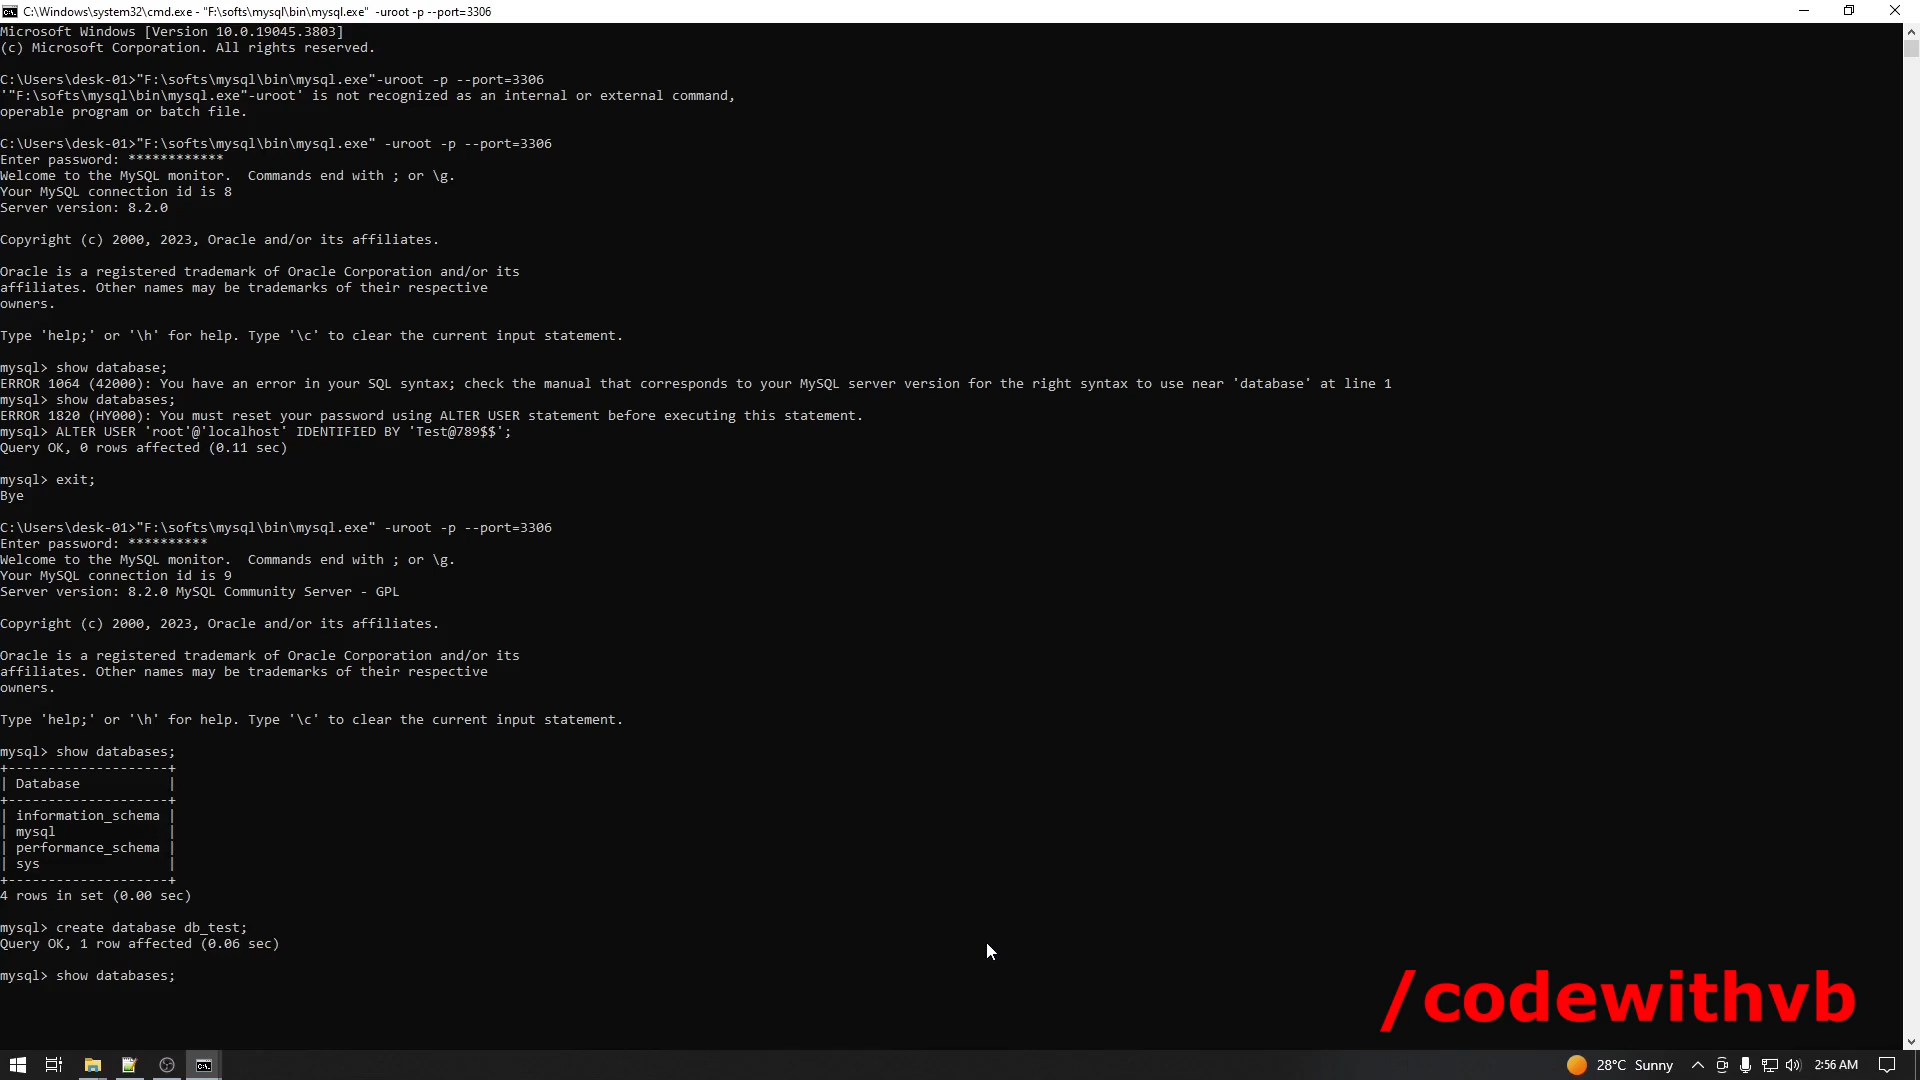 C:\Windows\system32\cmd.exe - "F:\softs\mysql\bin\mysql.exe"  -uroot -p --port=3306
Microsoft Windows [Version 10.0.19045.3803]
(c) Microsoft Corporation. All rights reserved.
C:\Users\desk-01>"F:\softs\mysql\bin\mysql.exe"-uroot -p --port=3306
'"F:\softs\mysql\bin\mysql.exe"-uroot' is not recognized as an internal or external command,
operable program or batch file.
C:\Users\desk-01>"F:\softs\mysql\bin\mysql.exe" -uroot -p --port=3306
Enter password: ************
Welcome to the MySQL monitor.  Commands end with ; or \g.
Your MySQL connection id is 8
Server version: 8.2.0
Copyright (c) 2000, 2023, Oracle and/or its affiliates.
Oracle is a registered trademark of Oracle Corporation and/or its
affiliates. Other names may be trademarks of their respective
owners.
Type 'help;' or '\h' for help. Type '\c' to clear the current input statement.
mysql> show database;
ERROR 1064 (42000): You have an error in your SQL syntax; check the manual that corresponds to your MySQL server version for the right syntax to use near 'database' at line 1
mysql> show databases;
ERROR 1820 (HY000): You must reset your password using ALTER USER statement before executing this statement.
mysql> ALTER USER 'root'@'localhost' IDENTIFIED BY 'Test@789$$';
Query OK, 0 rows affected (0.11 sec)
mysql> exit;
Bye
C:\Users\desk-01>"F:\softs\mysql\bin\mysql.exe" -uroot -p --port=3306
Enter password: **********
Welcome to the MySQL monitor.  Commands end with ; or \g.
Your MySQL connection id is 9
Server version: 8.2.0 MySQL Community Server - GPL
Copyright (c) 2000, 2023, Oracle and/or its affiliates.
Oracle is a registered trademark of Oracle Corporation and/or its
affiliates. Other names may be trademarks of their respective
owners.
Type 'help;' or '\h' for help. Type '\c' to clear the current input statement.
mysql> show databases;
+--------------------+
| Database           |
+--------------------+
| information_schema |
| mysql              |
| performance_schema |
| sys                |
+--------------------+
4 rows in set (0.00 sec)
mysql> create database db_test;
Query OK, 1 row affected (0.06 sec)
mysql> show databases;
/codewithvb
28°C Sunny
2:56 AM